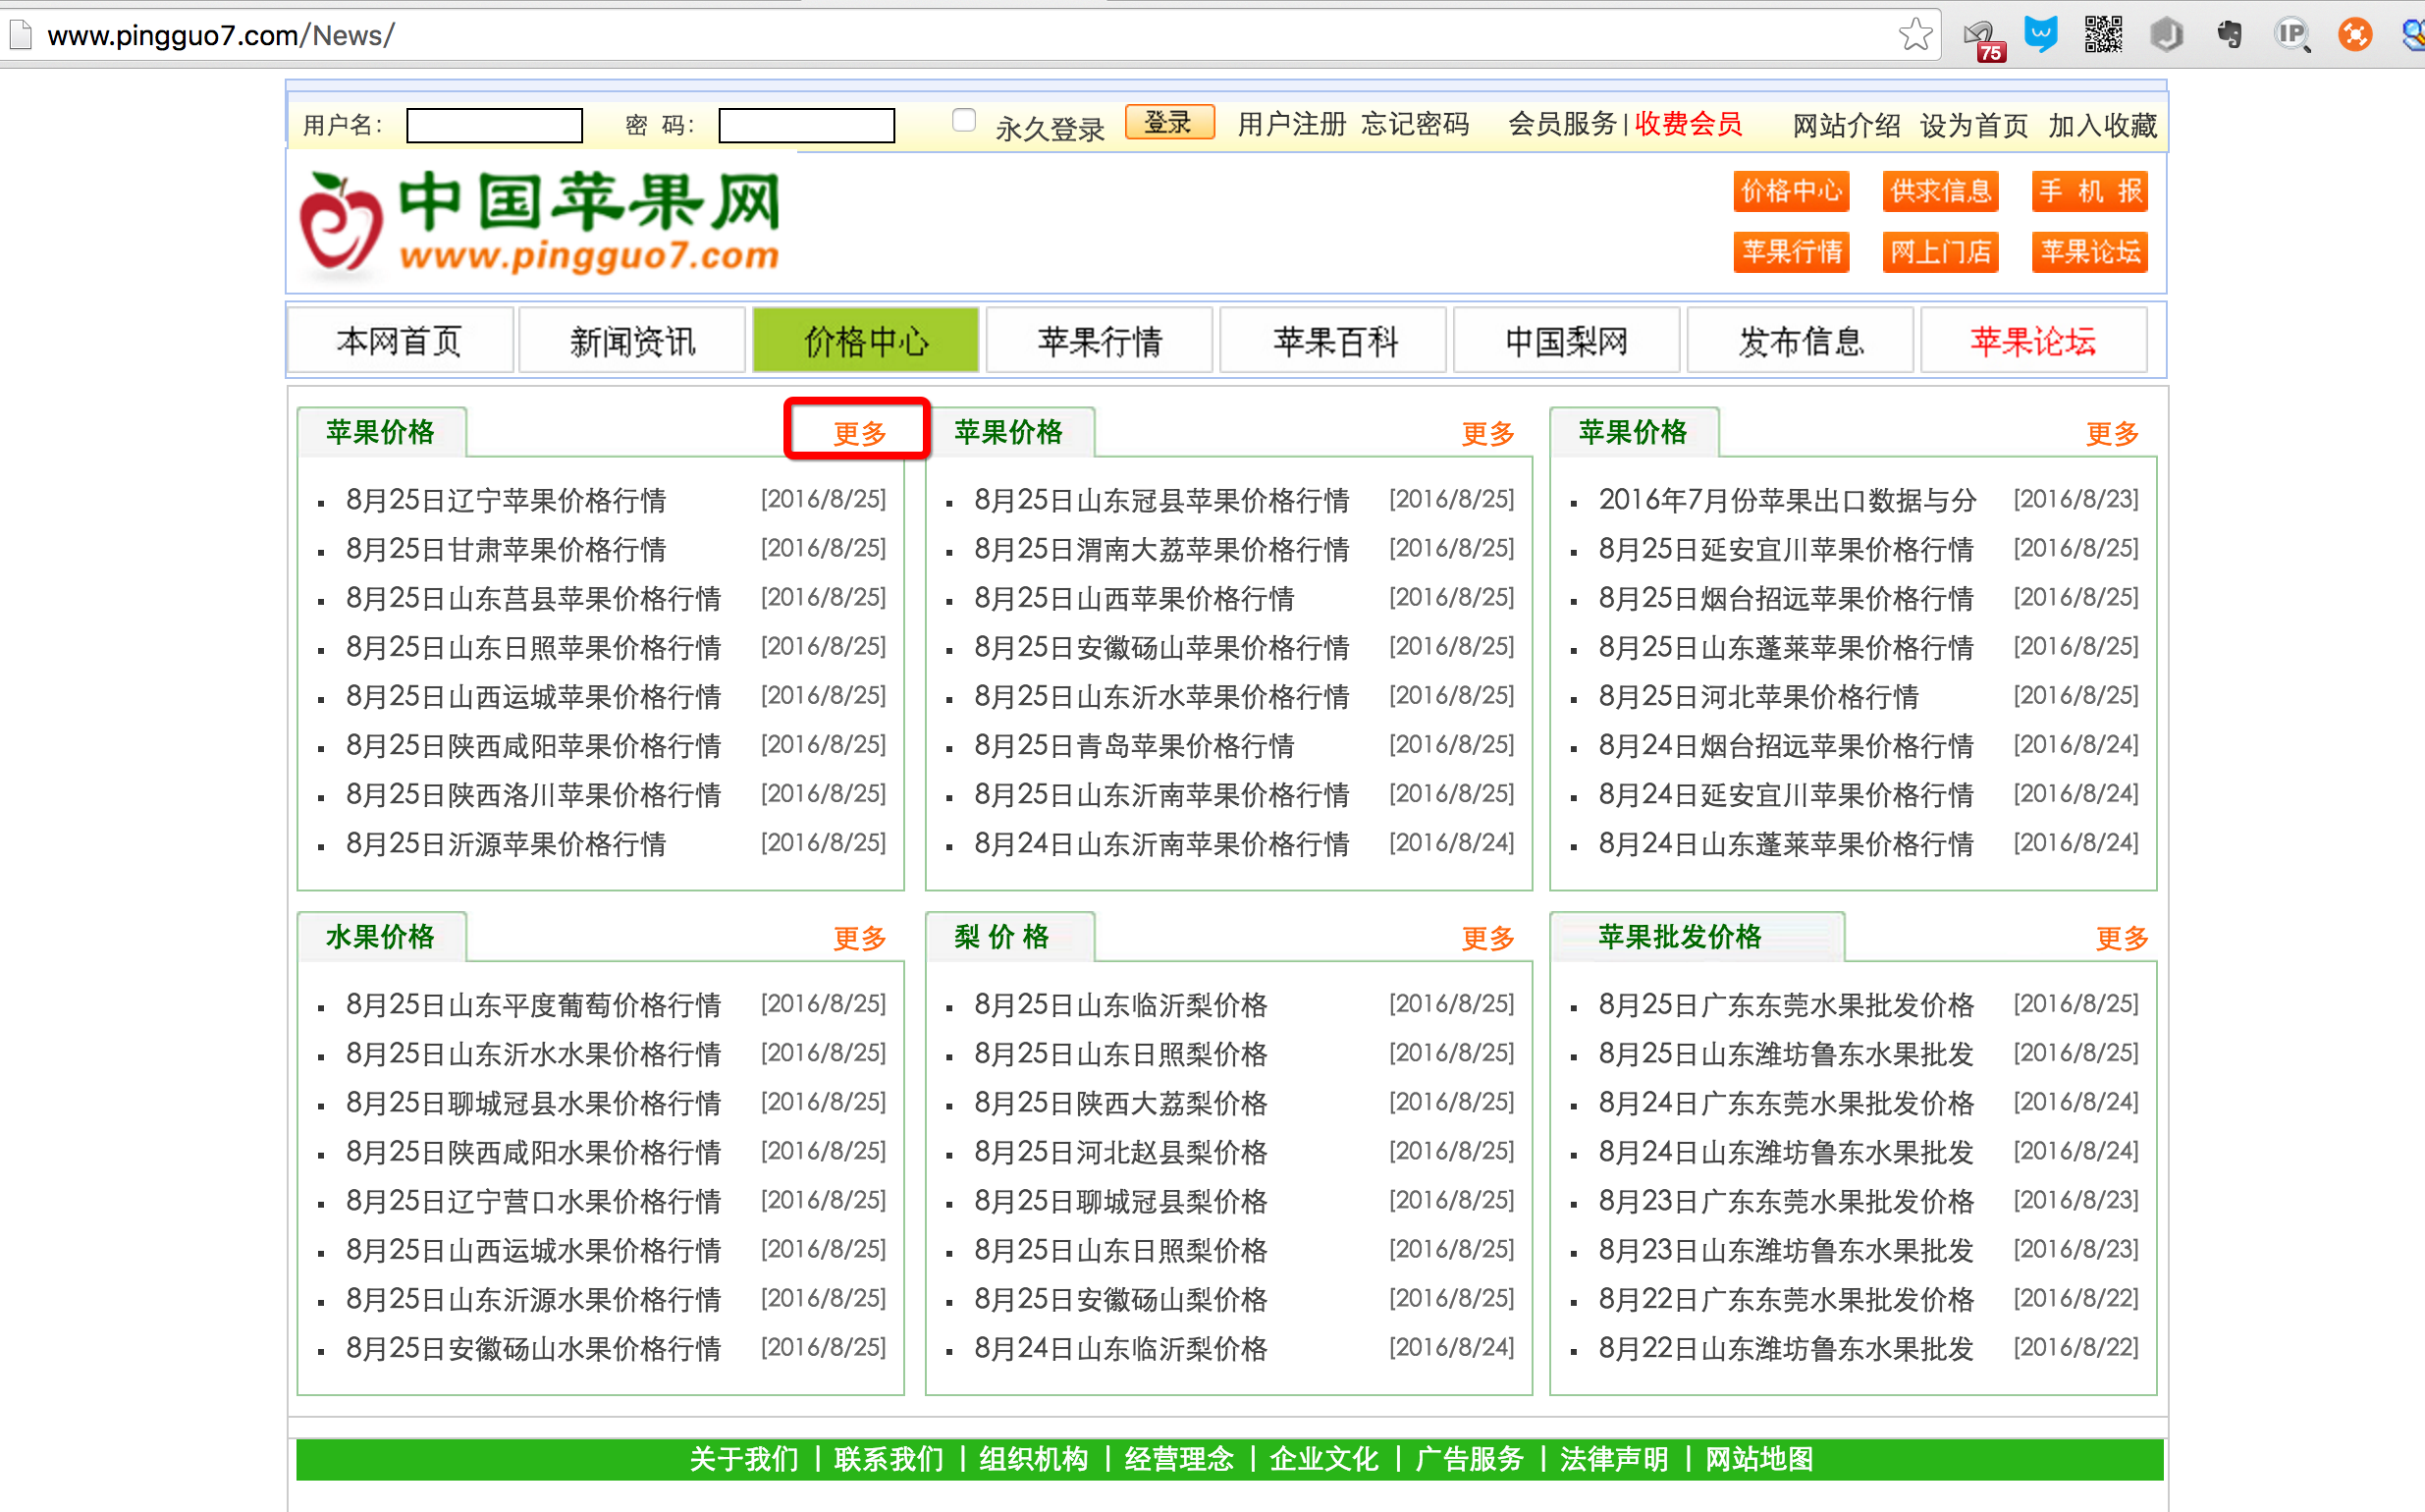 www.pingguo7.com/News/
75
IP
用户名： 密 码： 永久登录 登录 用户注册 忘记密码 会员服务 | 收费会员 网站介绍 设为首页 加入收藏
中国苹果网
www.pingguo7.com
价格中心 供求信息 手 机 报
苹果行情 网上门店 苹果论坛
本网首页 新闻资讯 价格中心 苹果行情 苹果百科 中国梨网 发布信息 苹果论坛
苹果价格 更多
8月25日辽宁苹果价格行情 [2016/8/25]
8月25日甘肃苹果价格行情 [2016/8/25]
8月25日山东莒县苹果价格行情 [2016/8/25]
8月25日山东日照苹果价格行情 [2016/8/25]
8月25日山西运城苹果价格行情 [2016/8/25]
8月25日陕西咸阳苹果价格行情 [2016/8/25]
8月25日陕西洛川苹果价格行情 [2016/8/25]
8月25日沂源苹果价格行情 [2016/8/25]
苹果价格 更多
8月25日山东冠县苹果价格行情 [2016/8/25]
8月25日渭南大荔苹果价格行情 [2016/8/25]
8月25日山西苹果价格行情 [2016/8/25]
8月25日安徽砀山苹果价格行情 [2016/8/25]
8月25日山东沂水苹果价格行情 [2016/8/25]
8月25日青岛苹果价格行情 [2016/8/25]
8月25日山东沂南苹果价格行情 [2016/8/25]
8月24日山东沂南苹果价格行情 [2016/8/24]
苹果价格 更多
2016年7月份苹果出口数据与分 [2016/8/23]
8月25日延安宜川苹果价格行情 [2016/8/25]
8月25日烟台招远苹果价格行情 [2016/8/25]
8月25日山东蓬莱苹果价格行情 [2016/8/25]
8月25日河北苹果价格行情 [2016/8/25]
8月24日烟台招远苹果价格行情 [2016/8/24]
8月24日延安宜川苹果价格行情 [2016/8/24]
8月24日山东蓬莱苹果价格行情 [2016/8/24]
水果价格 更多
8月25日山东平度葡萄价格行情 [2016/8/25]
8月25日山东沂水水果价格行情 [2016/8/25]
8月25日聊城冠县水果价格行情 [2016/8/25]
8月25日陕西咸阳水果价格行情 [2016/8/25]
8月25日辽宁营口水果价格行情 [2016/8/25]
8月25日山西运城水果价格行情 [2016/8/25]
8月25日山东沂源水果价格行情 [2016/8/25]
8月25日安徽砀山水果价格行情 [2016/8/25]
梨 价 格 更多
8月25日山东临沂梨价格 [2016/8/25]
8月25日山东日照梨价格 [2016/8/25]
8月25日陕西大荔梨价格 [2016/8/25]
8月25日河北赵县梨价格 [2016/8/25]
8月25日聊城冠县梨价格 [2016/8/25]
8月25日山东日照梨价格 [2016/8/25]
8月25日安徽砀山梨价格 [2016/8/25]
8月24日山东临沂梨价格 [2016/8/24]
苹果批发价格 更多
8月25日广东东莞水果批发价格 [2016/8/25]
8月25日山东潍坊鲁东水果批发 [2016/8/25]
8月24日广东东莞水果批发价格 [2016/8/24]
8月24日山东潍坊鲁东水果批发 [2016/8/24]
8月23日广东东莞水果批发价格 [2016/8/23]
8月23日山东潍坊鲁东水果批发 [2016/8/23]
8月22日广东东莞水果批发价格 [2016/8/22]
8月22日山东潍坊鲁东水果批发 [2016/8/22]
关于我们 | 联系我们 | 组织机构 | 经营理念 | 企业文化 | 广告服务 | 法律声明 | 网站地图